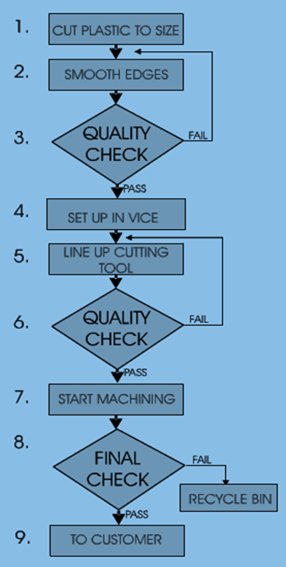 1. CUT PLASTIC TO SIZE
2. SMOOTH EDGES
3. QUALITY
CHECK
FAIL
PASS
4. SET UP IN VICE
5. LINE UP CUTTING
TOOL
6. QUALITY
CHECK
FAIL
PASS
7. START MACHINING
8. FINAL
CHECK
FAIL
RECYCLE BIN
PASS
9. TO CUSTOMER